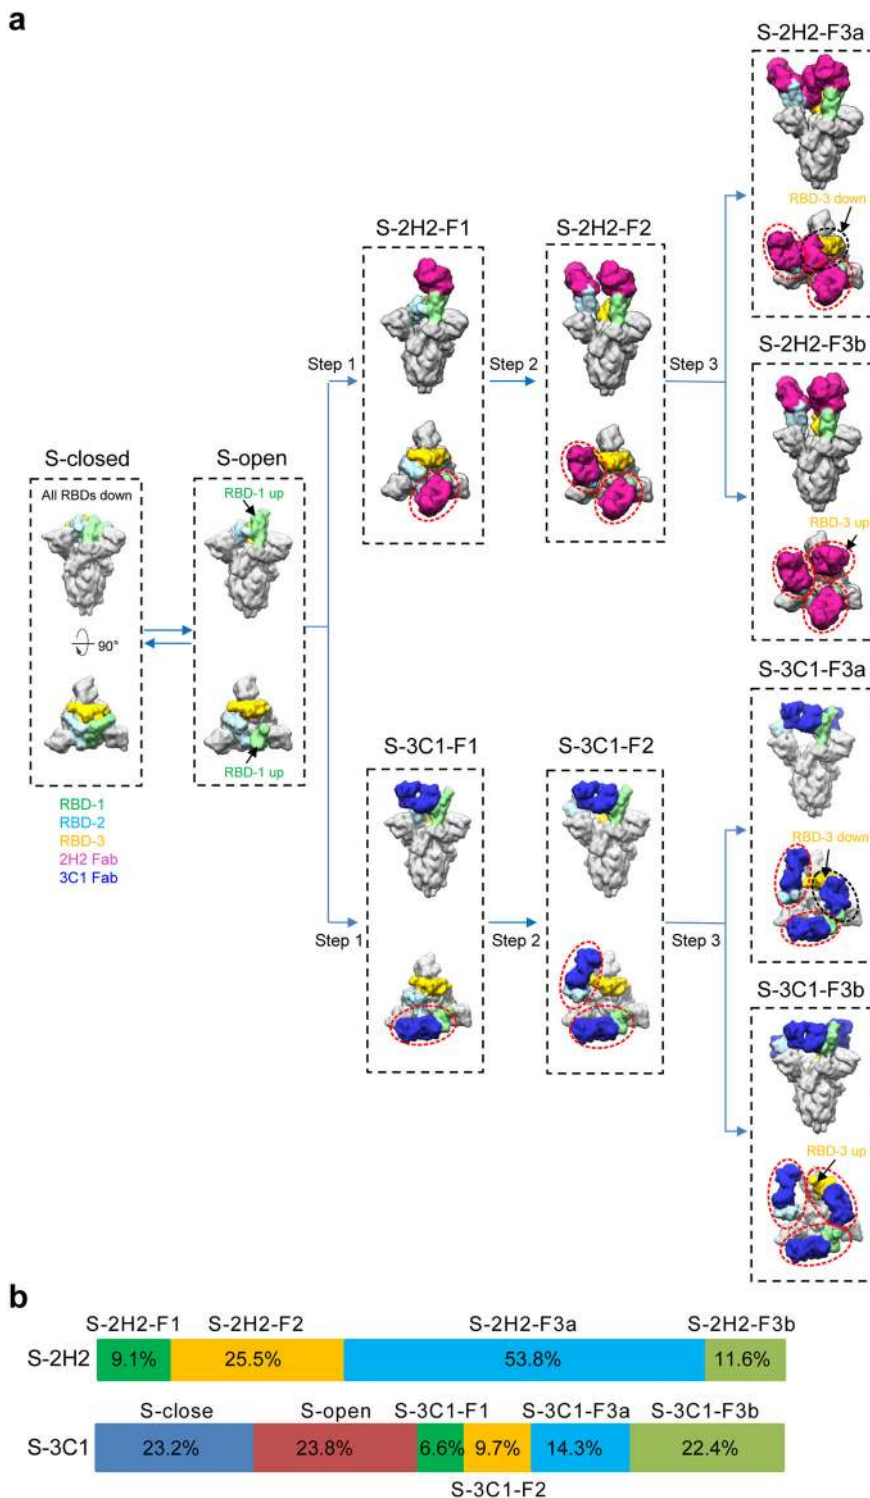 a
S-2H2-F3a
RBD-3 down
S-2H2-F1
S-2H2-F2
Step 1
Step 2
Step 3
S-2H2-F3b
RBD-3 up
S-closed
S-open
All RBDs down
RBD-1 up
90°
RBD-1 up
RBD-1
RBD-2
RBD-3
2H2 Fab
3C1 Fab
S-3C1-F1
S-3C1-F2
Step 1
Step 2
Step 3
S-3C1-F3a
RBD-3 down
S-3C1-F3b
RBD-3 up
b
S-2H2-F1 S-2H2-F2 S-2H2-F3a S-2H2-F3b
S-2H2 9.1% 25.5% 53.8% 11.6%
S-close S-open S-3C1-F1 S-3C1-F3a S-3C1-F3b
S-3C1 23.2% 23.8% 6.6% 9.7% 14.3% 22.4%
S-3C1-F2